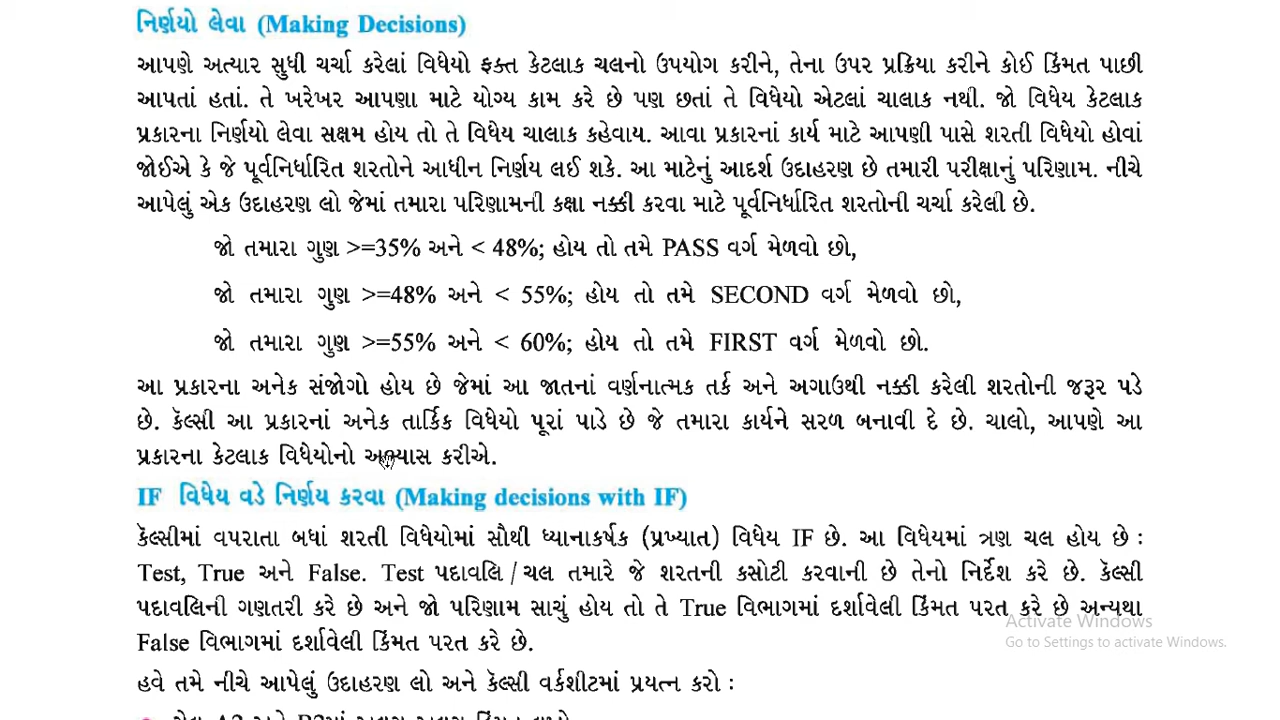 નિર્ણયો લેવા (Making Decisions)
આપણે અત્યાર સુધી ચર્ચા કરેલાં વિધેયો ફક્ત કેટલાક ચલનો ઉપયોગ કરીને, તેના ઉપર પ્રક્રિયા કરીને કોઈ કિંમત પાછી
આપતાં હતાં. તે ખરેખર આપણા માટે યોગ્ય કામ કરે છે પણ છતાં તે વિધેયો એટલાં ચાલાક નથી. જો વિધેય કેટલાક
પ્રકારના નિર્ણયો લેવા સક્ષમ હોય તો તે વિધેય ચાલાક કહેવાય. આવા પ્રકારનાં કાર્ય માટે આપણી પાસે શરતી વિધેયો હોવાં
જોઈએ કે જે પૂર્વનિર્ધારિત શરતોને આધીન નિર્ણય લઈ શકે. આ માટેનું આદર્શ ઉદાહરણ છે તમારી પરીક્ષાનું પરિણામ. નીચે
આપેલું એક ઉદાહરણ લો જેમાં તમારા પરિણામની કક્ષા નક્કી કરવા માટે પૂર્વનિર્ધારિત શરતોની ચર્ચા કરેલી છે.
જો તમારા ગુણ >=35% અને < 48%; હોય તો તમે PASS વર્ગ મેળવો છો,
જો તમારા ગુણ >=48% અને < 55%; હોય તો તમે SECOND વર્ગ મેળવો છો,
જો તમારા ગુણ >=55% અને < 60%; હોય તો તમે FIRST વર્ગ મેળવો છો.
આ પ્રકારના અનેક સંજોગો હોય છે જેમાં આ જાતનાં વર્ણનાત્મક તર્ક અને અગાઉથી નક્કી કરેલી શરતોની જરૂર પડે
છે. કૅલ્સી આ પ્રકારનાં અનેક તાર્કિક વિધેયો પૂરાં પાડે છે જે તમારા કાર્યને સરળ બનાવી દે છે. ચાલો, આપણે આ
પ્રકારના કેટલાક વિધેયોનો અભ્યાસ કરીએ.
IF વિધેય વડે નિર્ણય કરવા (Making decisions with IF)
કૅલ્સીમાં વપરાતા બધાં શરતી વિધેયોમાં સૌથી ધ્યાનાકર્ષક (પ્રખ્યાત) વિધેય IF છે. આ વિધેયમાં ત્રણ ચલ હોય છે :
Test, True અને False. Test પદાવલિ / ચલ તમારે જે શરતની કસોટી કરવાની છે તેનો નિર્દેશ કરે છે. કૅલ્સી
પદાવલિની ગણતરી કરે છે અને જો પરિણામ સાચું હોય તો તે True વિભાગમાં દર્શાવેલી કિંમત પરત કરે છે અન્યથા
Activate Windows
False વિભાગમાં દર્શાવેલી કિંમત પરત કરે છે.
Go to Settings to activate Windows.
હવે તમે નીચે આપેલું ઉદાહરણ લો અને કૅલ્સી વર્કશીટમાં પ્રયત્ન કરો :